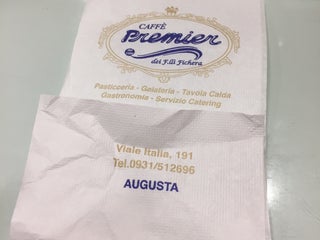 CAFFÈ
Premier
dei F.lli Fichera
Pasticceria - Gelateria - Tavola Calda
Gastronomia - Servizio Catering
Viale Italia, 191
Tel.0931/512696
AUGUSTA